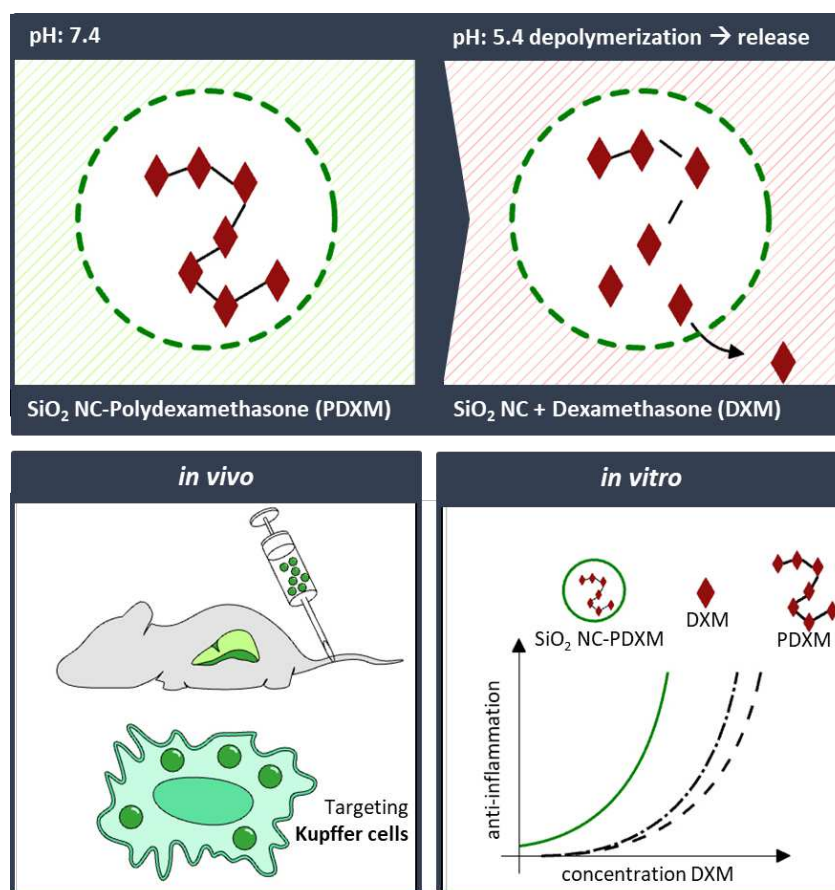 pH: 7.4
pH: 5.4 depolymerization → release
SiO₂ NC-Polydexamethasone (PDXM)
SiO₂ NC + Dexamethasone (DXM)
in vivo
in vitro
Targeting
Kupffer cells
SiO₂ NC-PDXM
DXM
PDXM
anti-inflammation
concentration DXM